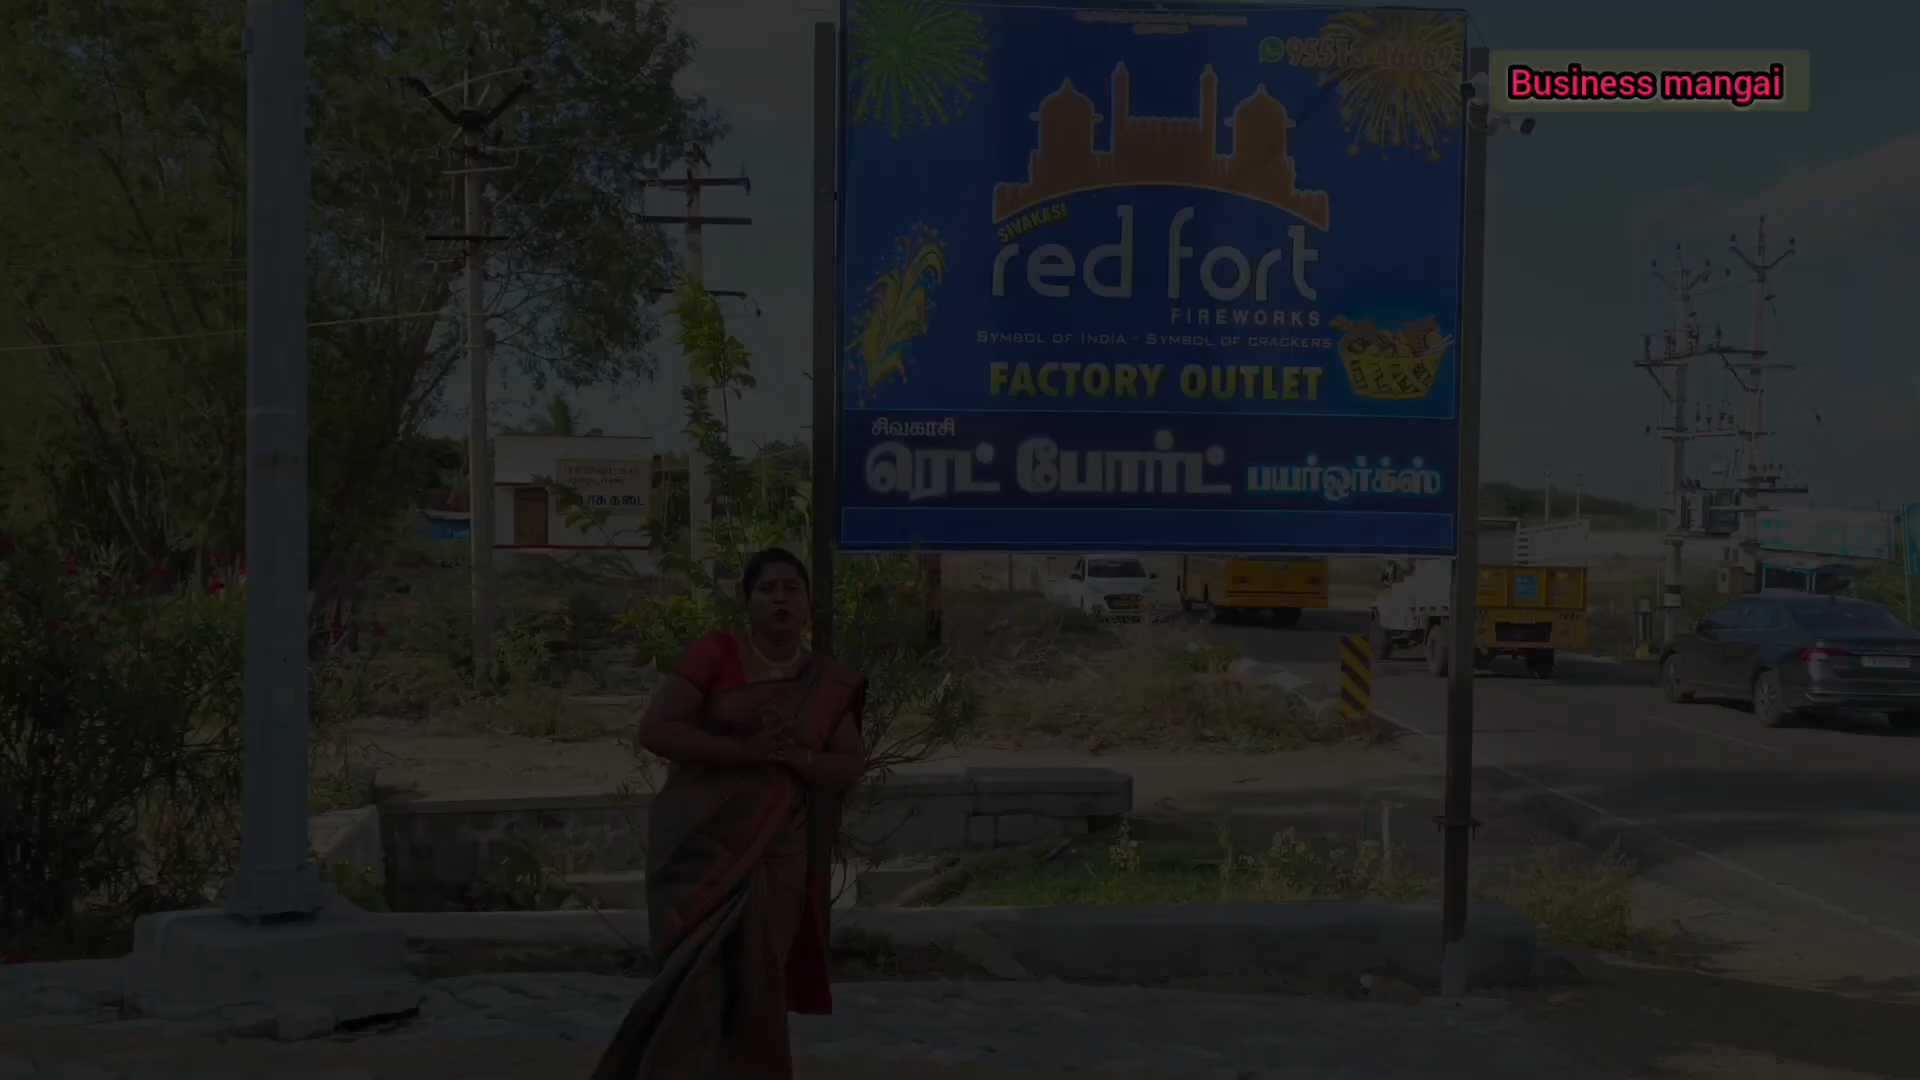 Business mangai
SIVAKASI
red fort
FIREWORKS
SYMBOL OF INDIA - SYMBOL OF CRACKERS
FACTORY OUTLET
சிவகாசி
ரெட் போர்ட் பயர்ஒர்க்ஸ்